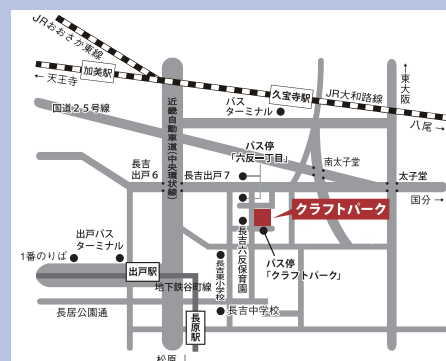 JRおおさか東線
加美駅
← 天王寺
久宝寺駅
JR大和路線
↑東大阪
八尾 →
国道25号線
バス
ターミナル
近畿自動車道(中央環状線)
バス停
「六反一丁目」
南太子堂
長吉
出戸6
長吉出戸7
太子堂
国分 →
クラフトパーク
出戸バス
ターミナル
1番のりば
出戸駅
長吉六反保育園
バス停
「クラフトパーク」
長吉東小学校
地下鉄谷町線
長居公園通
長吉中学校
長原駅
松原